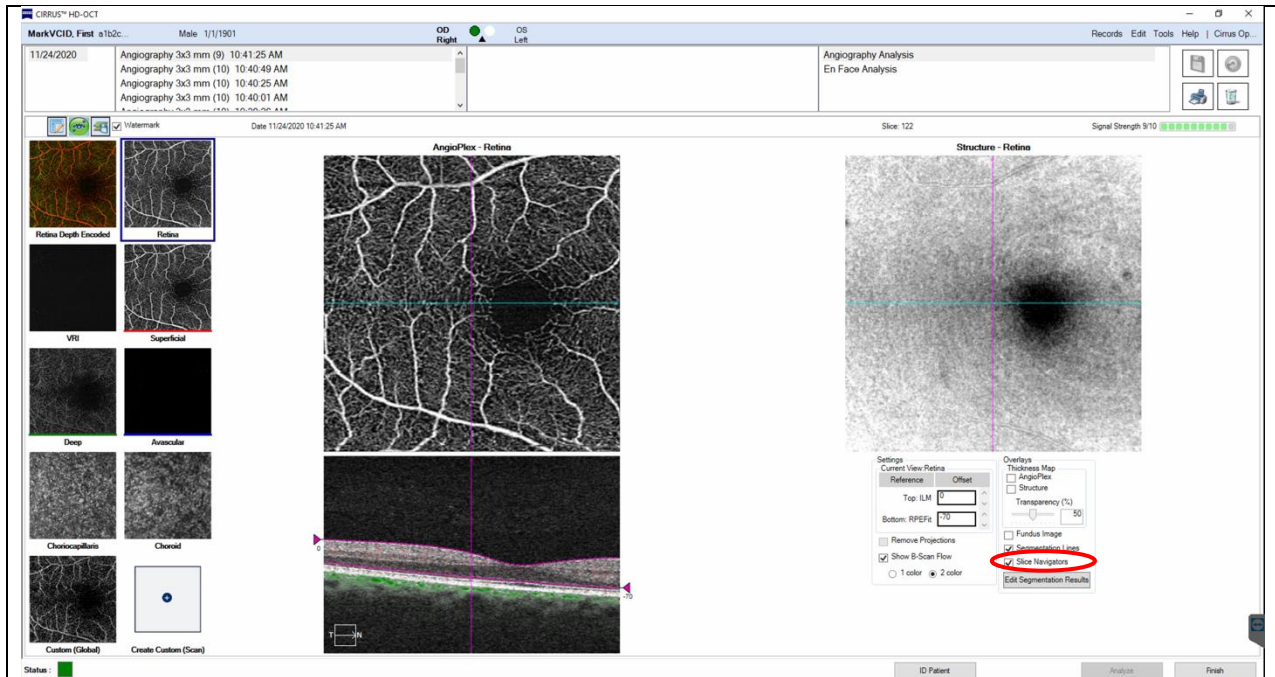 CIRRUS™ HD-OCT
MarkVCID, First a1b2c... Male 1/1/1901 OD Right OS Left Records Edit Tools Help | Cirrus Op...
11/24/2020
Angiography 3x3 mm (9) 10:41:25 AM
Angiography 3x3 mm (10) 10:40:49 AM
Angiography 3x3 mm (10) 10:40:25 AM
Angiography 3x3 mm (10) 10:40:01 AM
Angiography Analysis
En Face Analysis
Watermark Date 11/24/2020 10:41:25 AM Slice: 122 Signal Strength 9/10
Retina Depth Encoded
Retina
VRI
Superficial
Deep
Avascular
Choriocapillaris
Choroid
Custom (Global)
Create Custom (Scan)
AngioPlex - Retina
0
-70
T N
Structure - Retina
Settings
Current View:Retina
Reference Offset
Top: ILM 0
Bottom: RPEFit -70
Remove Projections
Show B-Scan Flow
1 color 2 color
Overlays
Thickness Map
AngioPlex
Structure
Transparency (%)
50
Fundus Image
Segmentation Lines
Slice Navigators
Edit Segmentation Results
Status :
ID Patient Analyze Finish